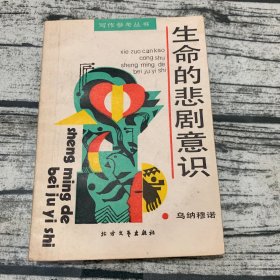 写作参考丛书
xie zuo can kao
cong shu
sheng ming de
bei ju yi shi
生命的悲剧意识
sheng ming de
bei ju yi shi
乌纳穆诺
北方文艺出版社